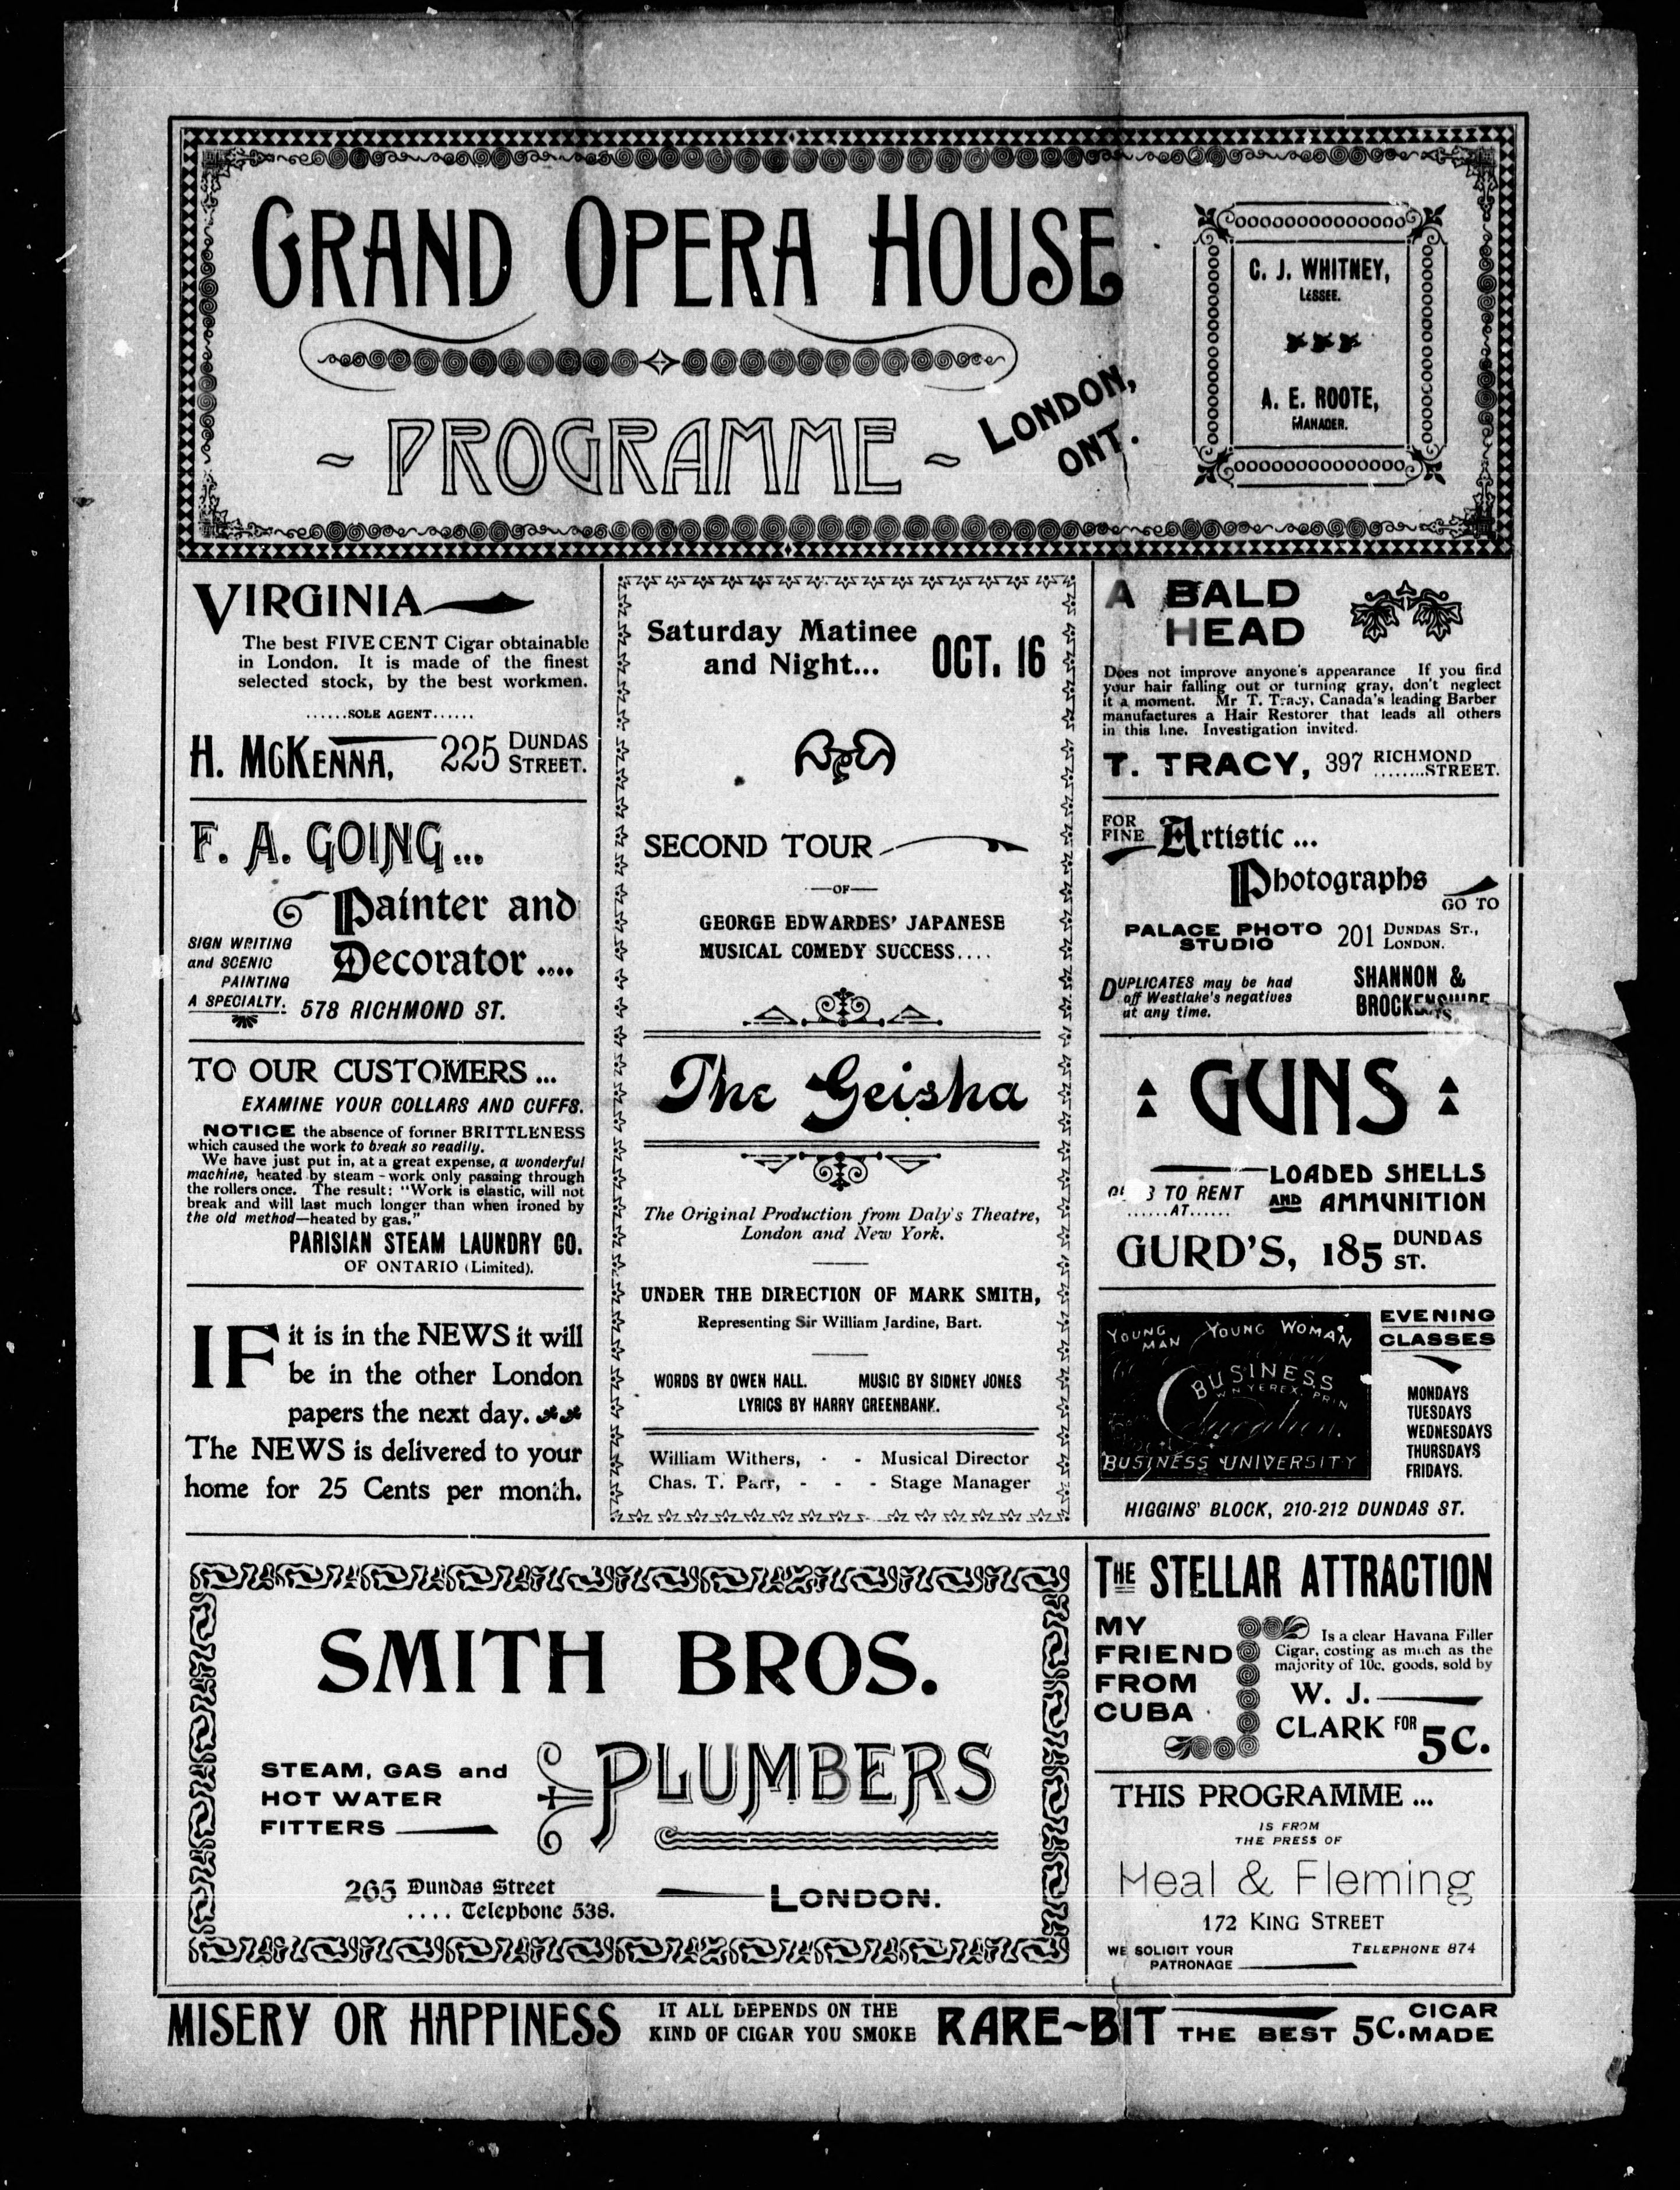 GRAND OPERA HOUSE
~ PROGRAMME ~
LONDON,
ONT.
C. J. WHITNEY,
LESSEE.
A. E. ROOTE,
MANAGER.
VIRGINIA
The best FIVE CENT Cigar obtainable
in London. It is made of the finest
selected stock, by the best workmen.
......SOLE AGENT......
H. MCKENNA, 225 DUNDAS
STREET.
F. A. GOING...
Painter and
Decorator ....
SIGN WRITING
and SCENIC
PAINTING
A SPECIALTY.
578 RICHMOND ST.
TO OUR CUSTOMERS ...
EXAMINE YOUR COLLARS AND CUFFS.
NOTICE the absence of former BRITTLENESS
which caused the work to break so readily.
We have just put in, at a great expense, a wonderful
machine, heated by steam - work only passing through
the rollers once. The result: "Work is elastic, will not
break and will last much longer than when ironed by
the old method—heated by gas."
PARISIAN STEAM LAUNDRY CO.
OF ONTARIO (Limited).
IF it is in the NEWS it will
be in the other London
papers the next day.
The NEWS is delivered to your
home for 25 Cents per month.
Saturday Matinee
and Night...
OCT. 16
SECOND TOUR
—OF—
GEORGE EDWARDES' JAPANESE
MUSICAL COMEDY SUCCESS....
The Geisha
The Original Production from Daly's Theatre,
London and New York.
UNDER THE DIRECTION OF MARK SMITH,
Representing Sir William Jardine, Bart.
WORDS BY OWEN HALL. MUSIC BY SIDNEY JONES
LYRICS BY HARRY GREENBANK.
William Withers, - - Musical Director
Chas. T. Parr, - - - Stage Manager
A BALD
HEAD
Does not improve anyone's appearance If you find
your hair falling out or turning gray, don't neglect
it a moment. Mr T. Tracy, Canada's leading Barber
manufactures a Hair Restorer that leads all others
in this line. Investigation invited.
T. TRACY, 397 RICHMOND
........STREET.
FOR
FINE Artistic ...
Photographs
GO TO
PALACE PHOTO
STUDIO
201 DUNDAS ST.,
LONDON.
DUPLICATES may be had
off Westlake's negatives
at any time.
SHANNON &
BROCKENSHIRE
GUNS
TO RENT
......AT......
LOADED SHELLS
AND AMMUNITION
GURD'S, 185 DUNDAS
ST.
YOUNG
MAN
YOUNG WOMAN
BUSINESS
W N YEREX, PRIN
Education.
BUSINESS UNIVERSITY
EVENING
CLASSES
MONDAYS
TUESDAYS
WEDNESDAYS
THURSDAYS
FRIDAYS.
HIGGINS' BLOCK, 210-212 DUNDAS ST.
SMITH BROS.
STEAM, GAS and
HOT WATER
FITTERS
PLUMBERS
265 Dundas Street
.... Telephone 538.
LONDON.
THE STELLAR ATTRACTION
MY
FRIEND
FROM
CUBA
Is a clear Havana Filler
Cigar, costing as much as the
majority of 10c. goods, sold by
W. J.
CLARK FOR 5C.
THIS PROGRAMME ...
IS FROM
THE PRESS OF
Heal & Fleming
172 KING STREET
WE SOLICIT YOUR
PATRONAGE
TELEPHONE 874
MISERY OR HAPPINESS
IT ALL DEPENDS ON THE
KIND OF CIGAR YOU SMOKE
RARE-BIT
THE BEST 5C. CIGAR
MADE